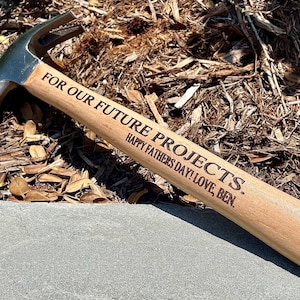 FOR OUR FUTURE PROJECTS.
HAPPY FATHERS DAY! LOVE, BEN.